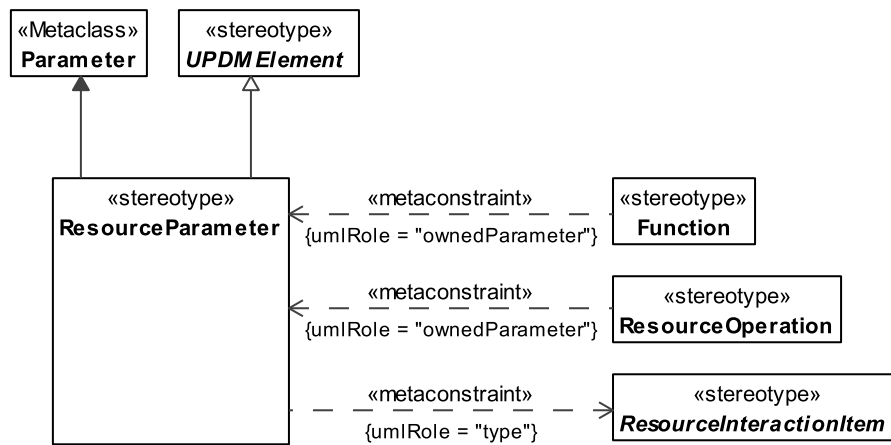 «Metaclass»
Parameter
«stereotype»
UPDMElement
«stereotype»
ResourceParameter
«metaconstraint»
{umlRole = "ownedParameter"}
«stereotype»
Function
«metaconstraint»
{umlRole = "ownedParameter"}
«stereotype»
ResourceOperation
«metaconstraint»
{umlRole = "type"}
«stereotype»
ResourceInteractionItem